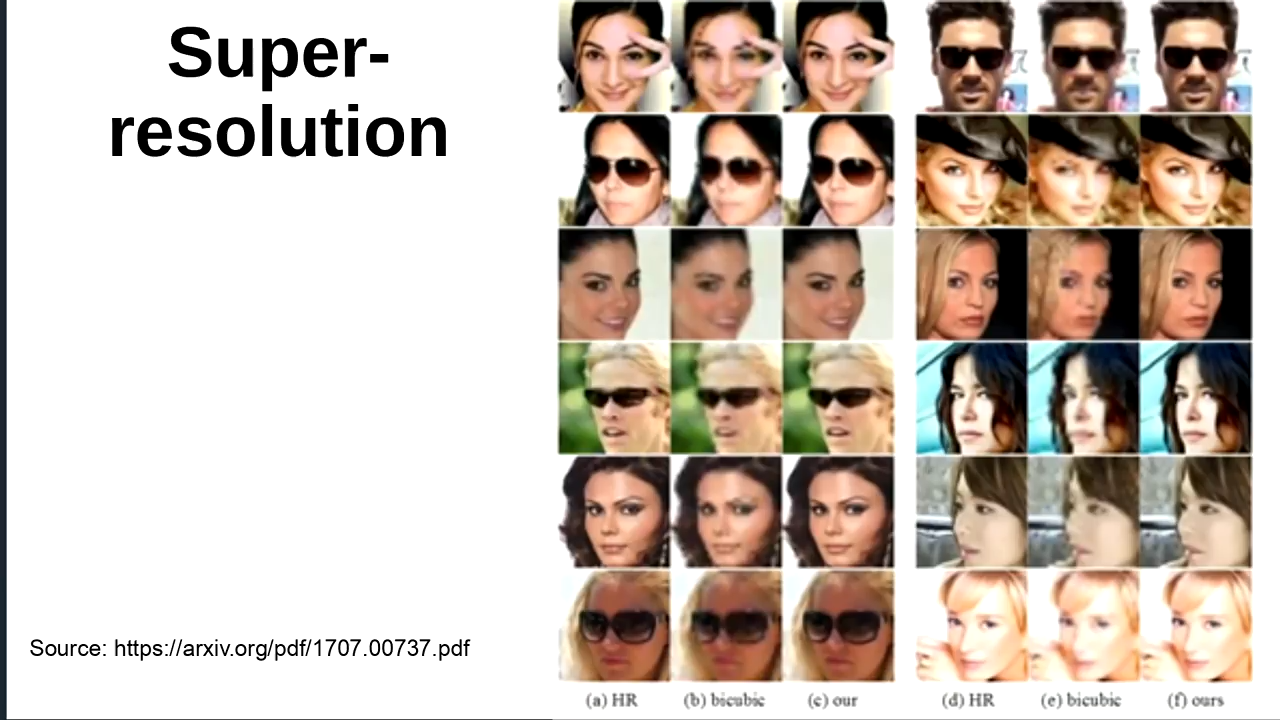 Super-
resolution
Source: https://arxiv.org/pdf/1707.00737.pdf
(a) HR (b) bicubic (c) our (d) HR (e) bicubic (f) ours